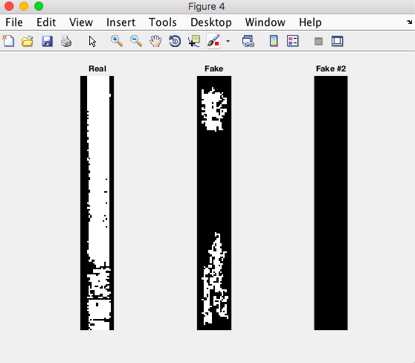 Figure 4
File Edit View Insert Tools Desktop Window Help
Real Fake Fake #2